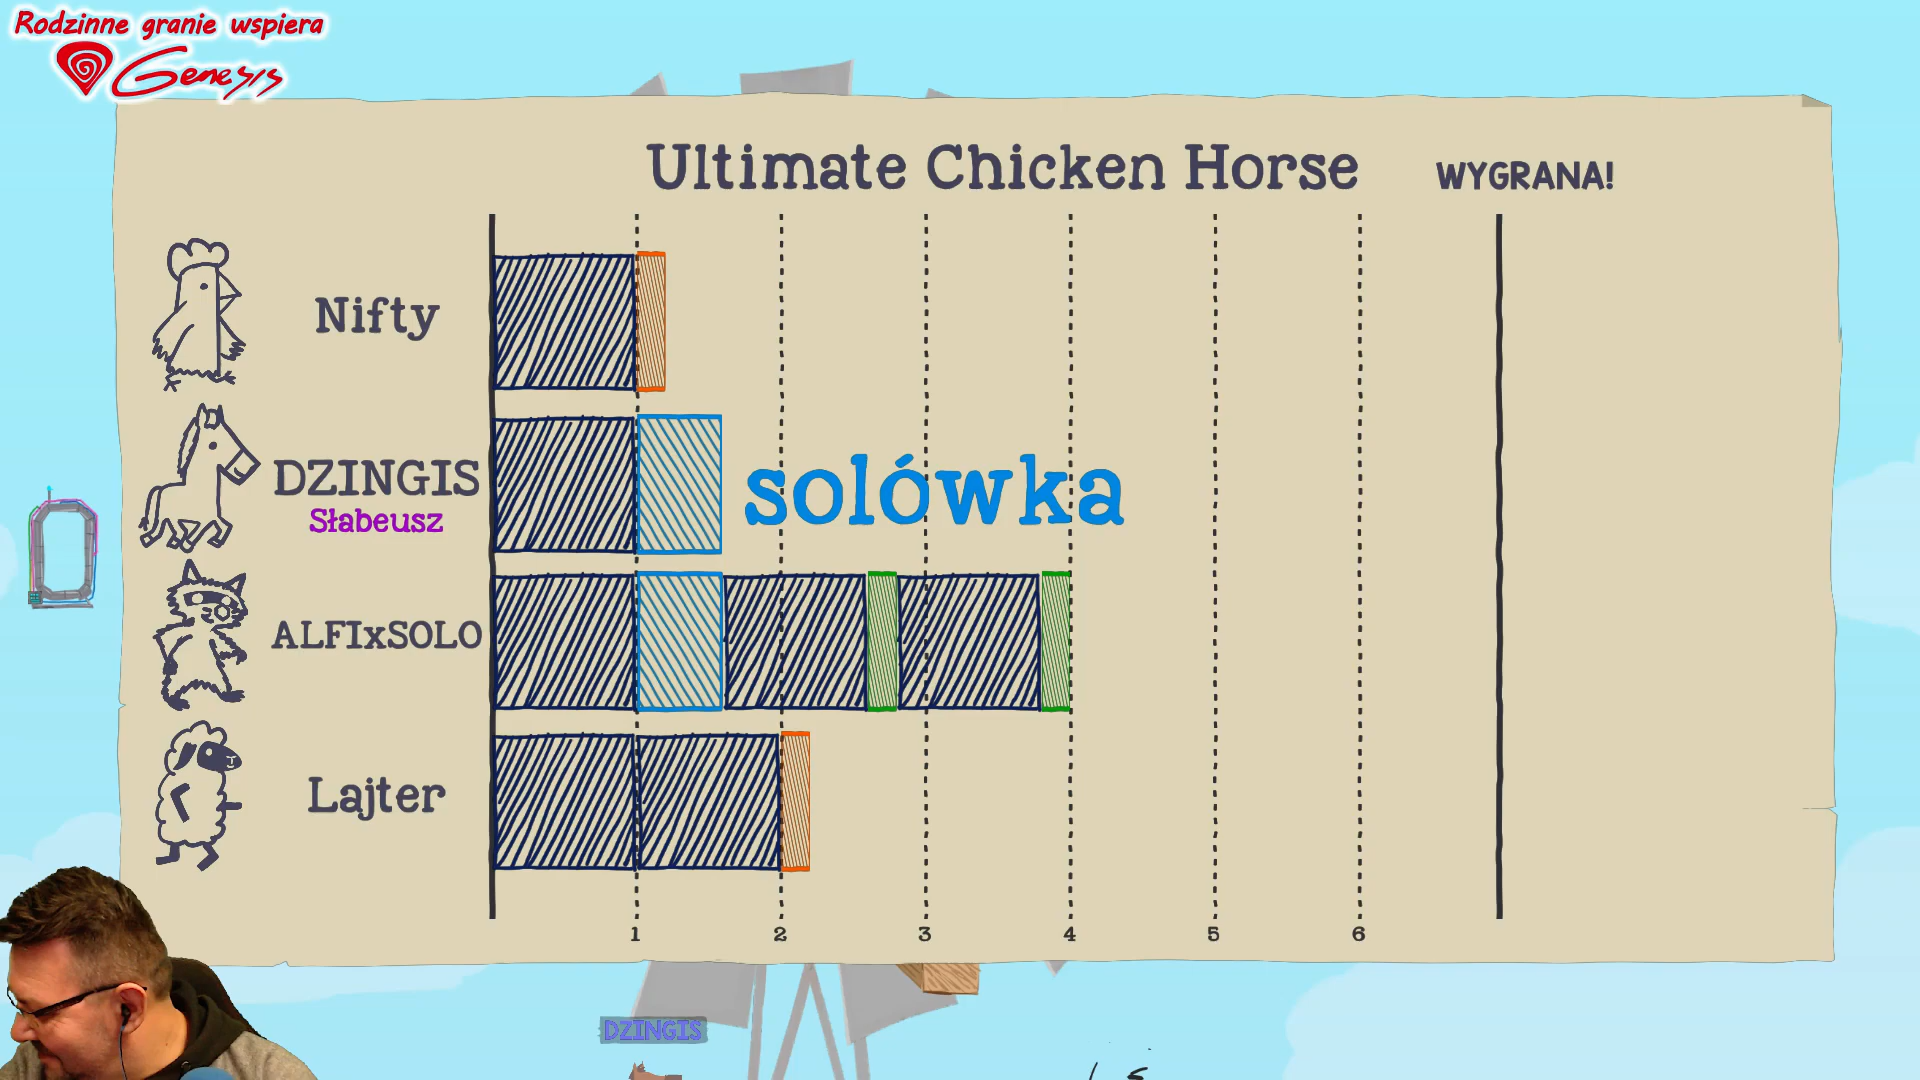 Rodzinne granie wspiera
Genesis
Ultimate Chicken Horse
WYGRANA!
Nifty
DZINGIS
Słabeusz
solówka
ALFIxSOLO
Lajter
1 2 3 4 5 6
DZINGIS